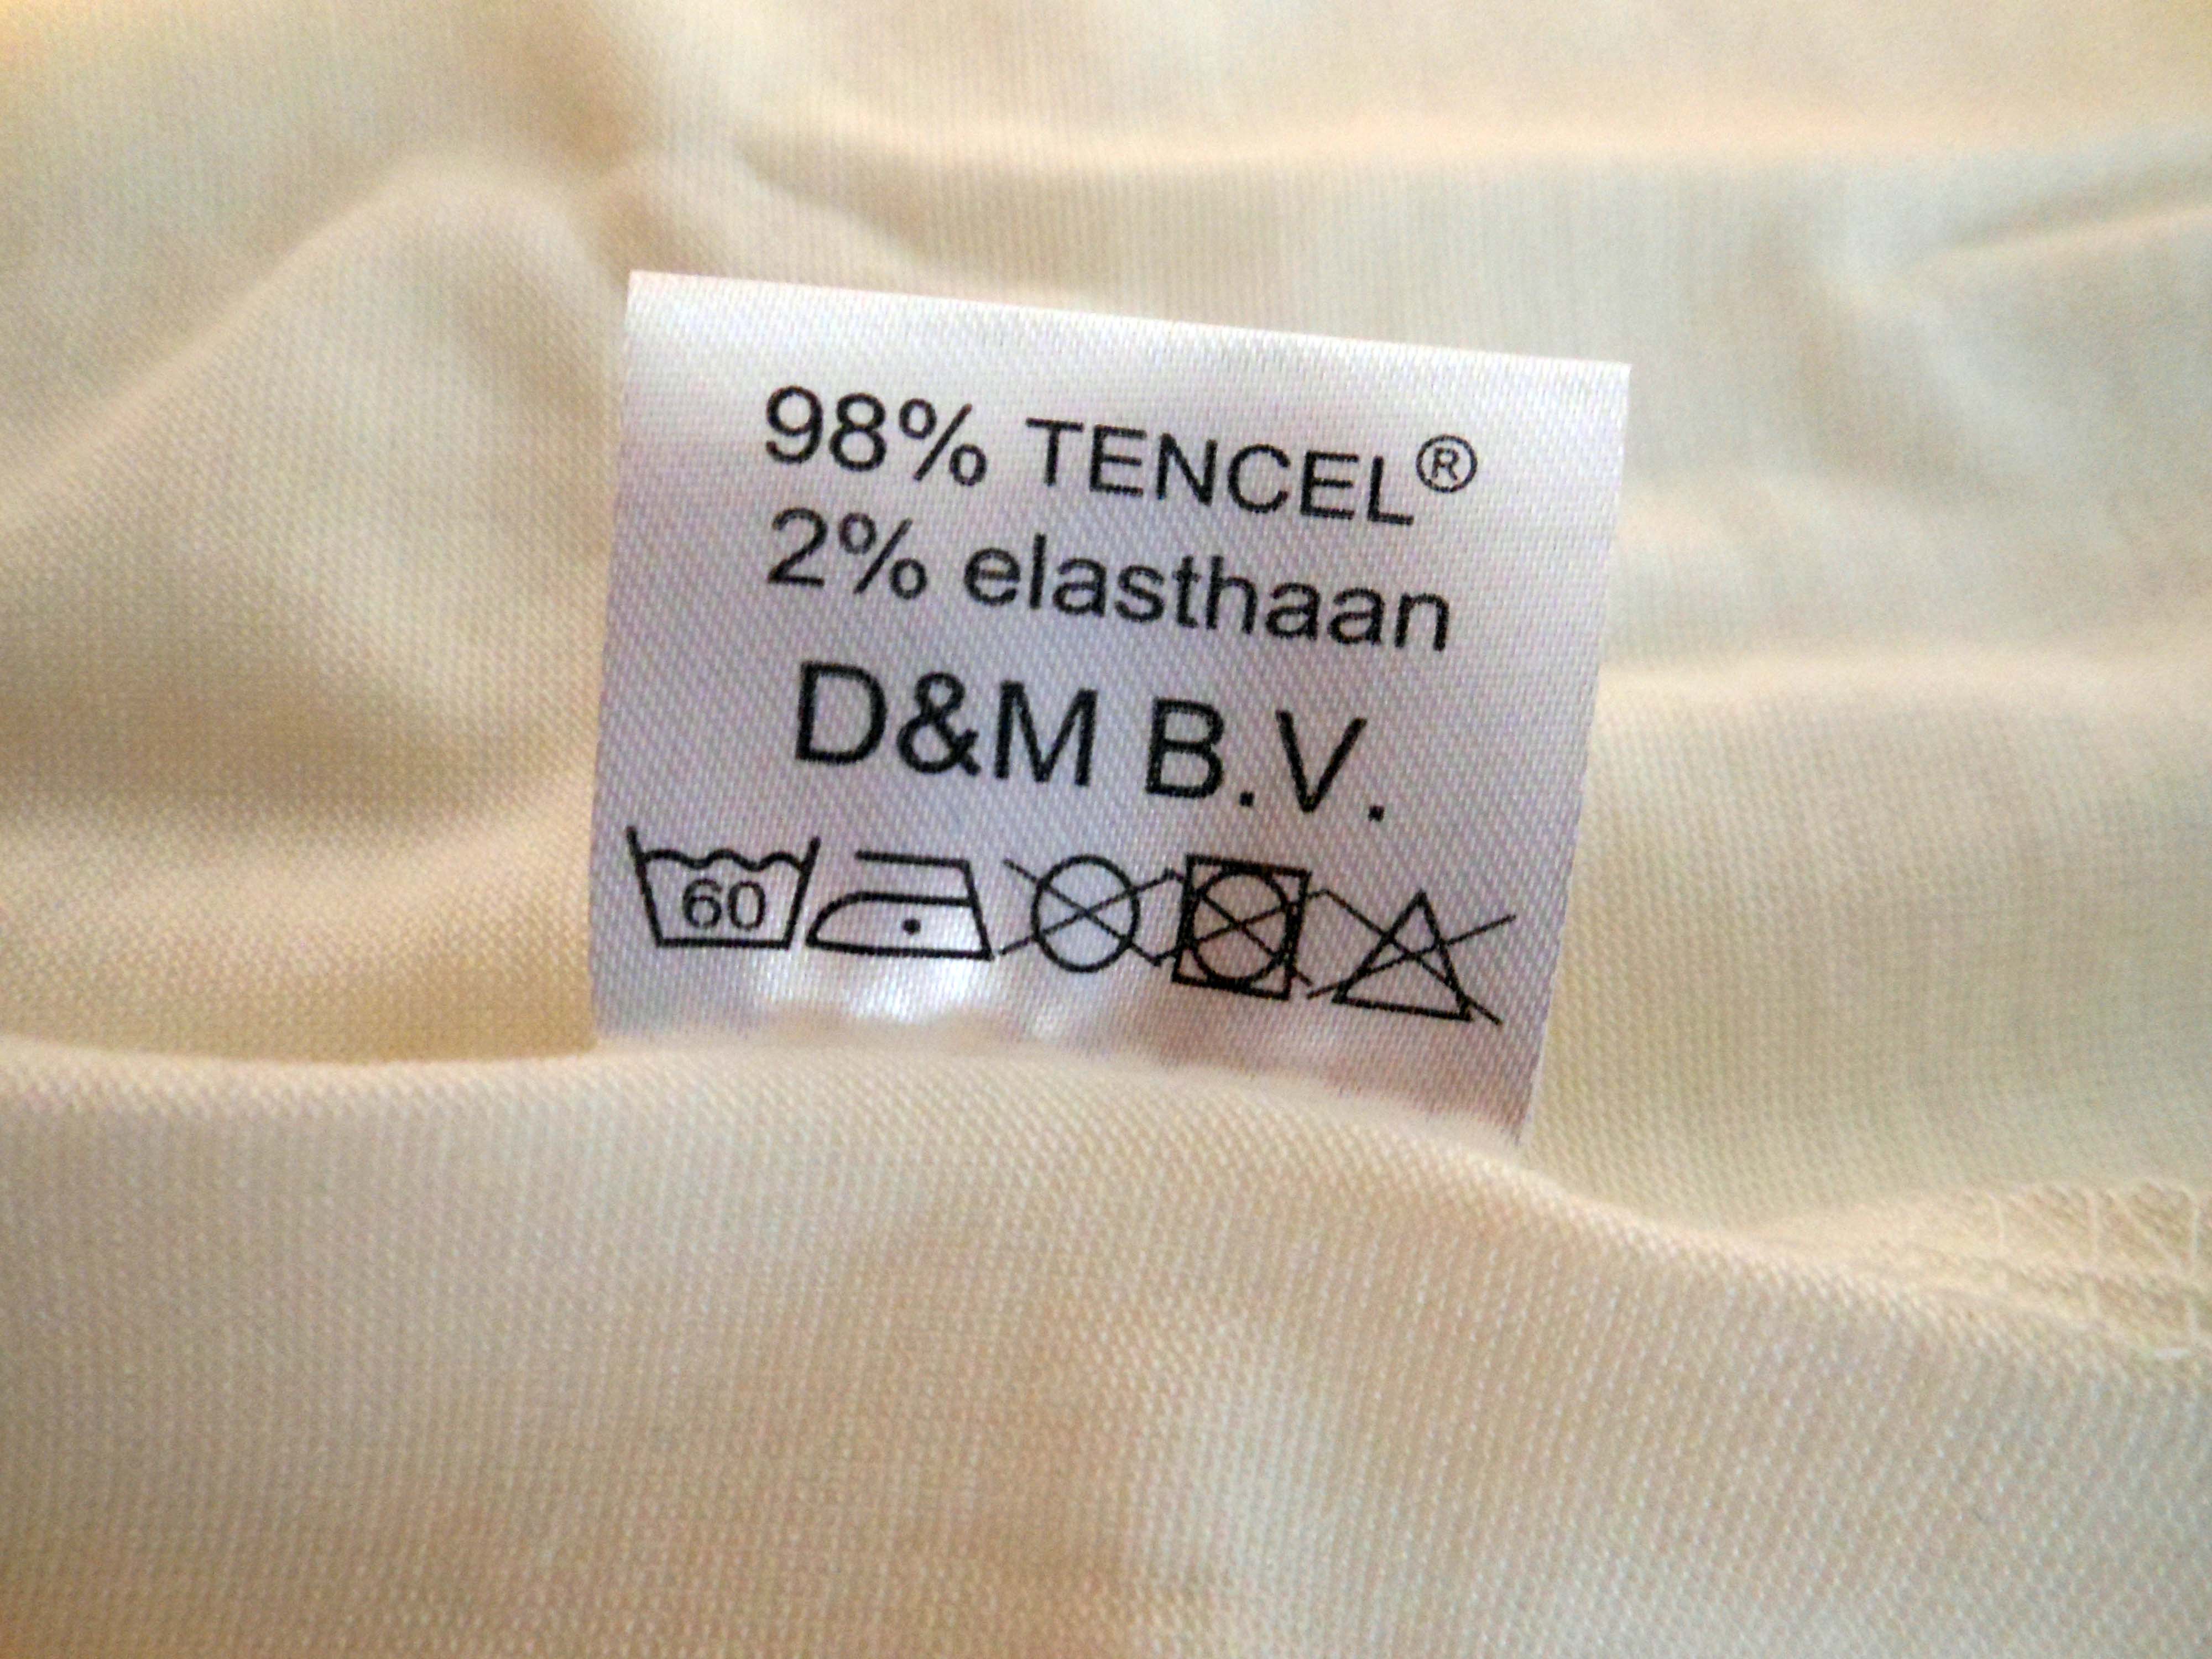 98% TENCEL®
2% elasthaan
D&M B.V.
60